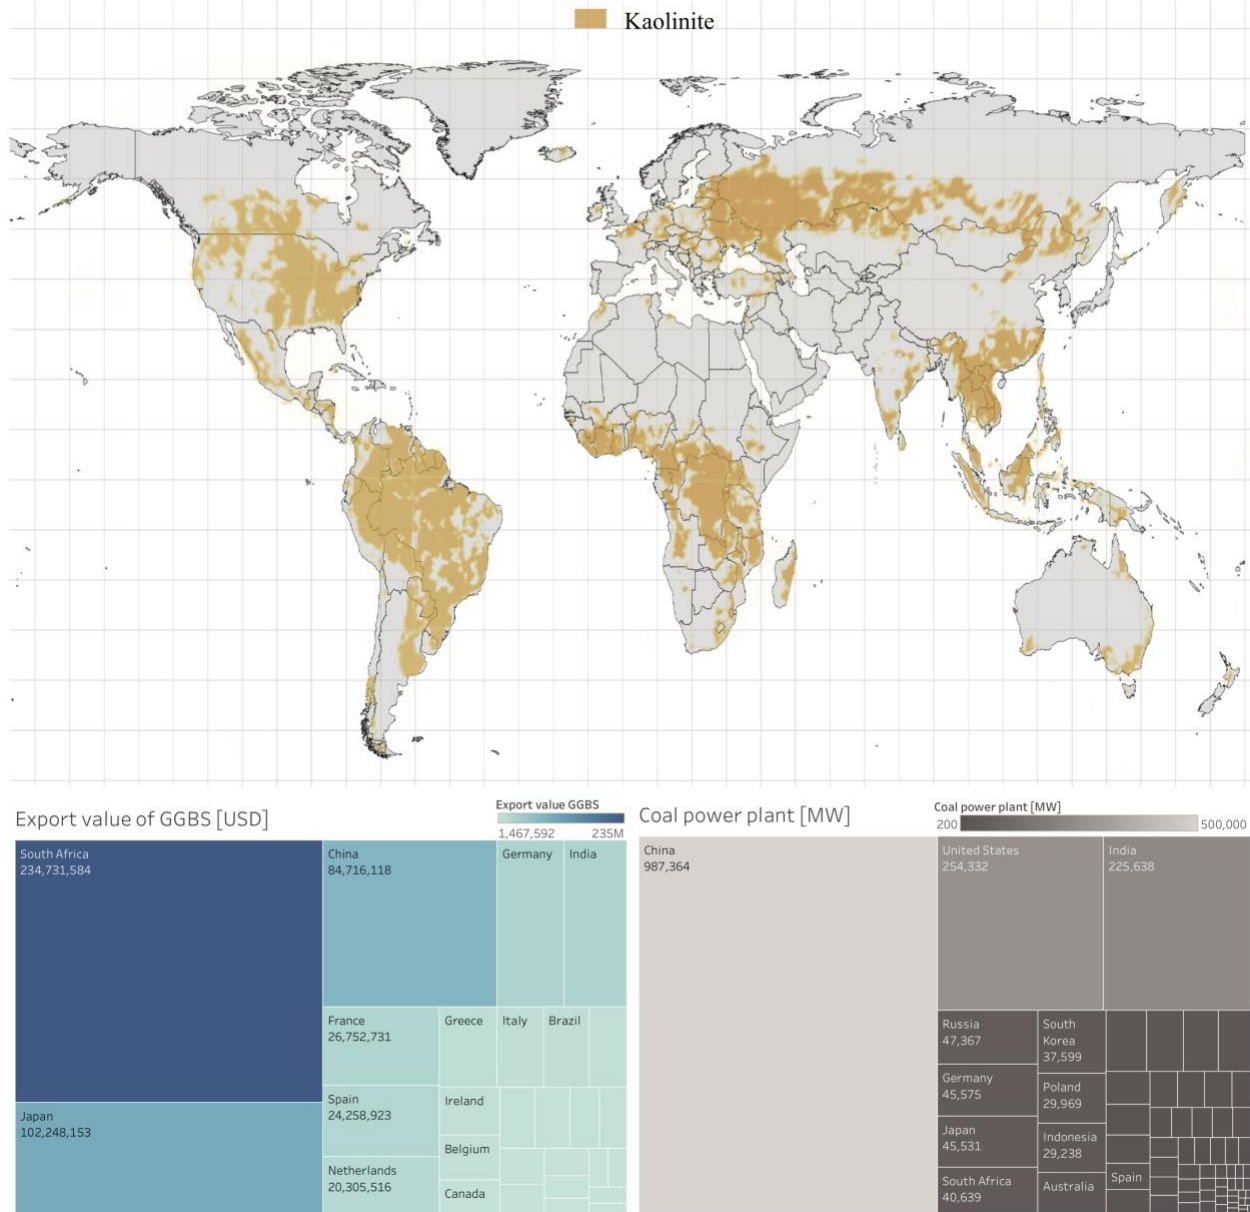 Kaolinite
Export value of GGBS [USD]
Export value GGBS
1,467,592 235M
South Africa
234,731,584
Japan
102,248,153
China
84,716,118
Germany
India
France
26,752,731
Spain
24,258,923
Netherlands
20,305,516
Greece
Ireland
Belgium
Canada
Italy
Brazil
Coal power plant [MW]
Coal power plant [MW]
200 500,000
China
987,364
United States
254,332
India
225,638
Russia
47,367
Germany
45,575
Japan
45,531
South Africa
40,639
South
Korea
37,599
Poland
29,969
Indonesia
29,238
Australia
Spain